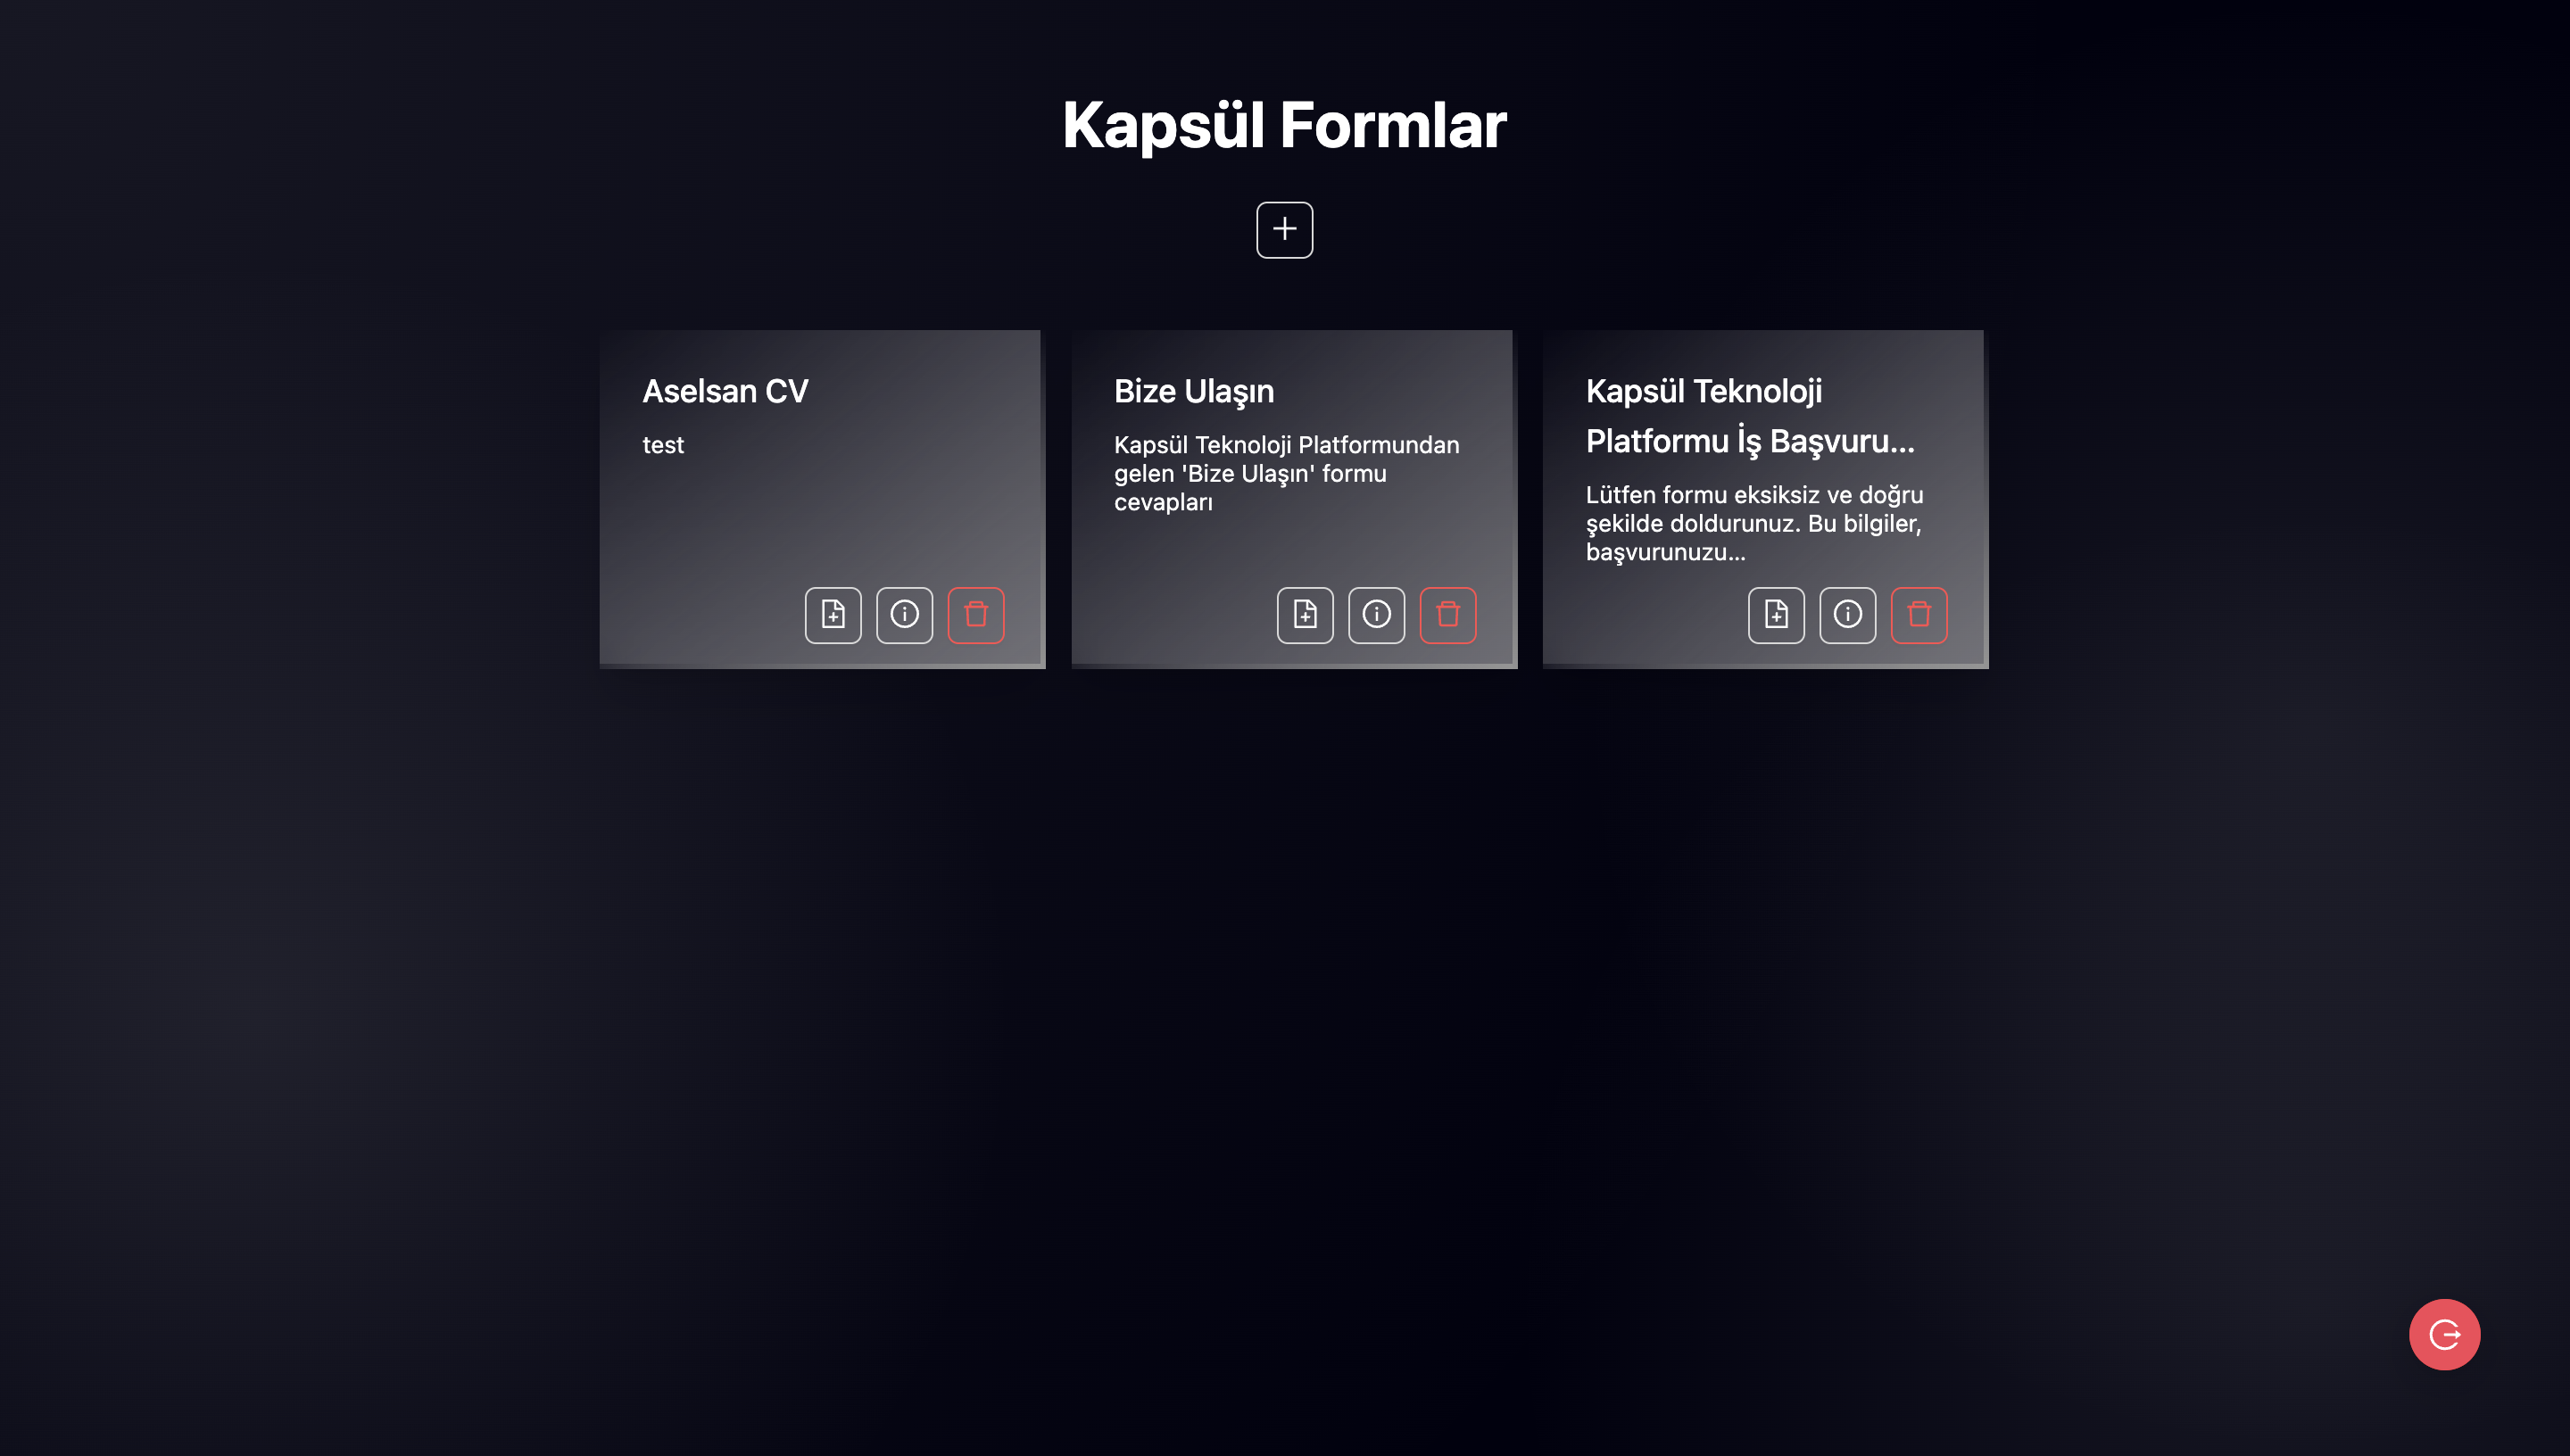 Kapsül Formlar
Aselsan CV
test
Bize Ulaşın
Kapsül Teknoloji Platformundan
gelen 'Bize Ulaşın' formu
cevapları
Kapsül Teknoloji
Platformu İş Başvuru...
Lütfen formu eksiksiz ve doğru
şekilde doldurunuz. Bu bilgiler,
başvurunuzu...